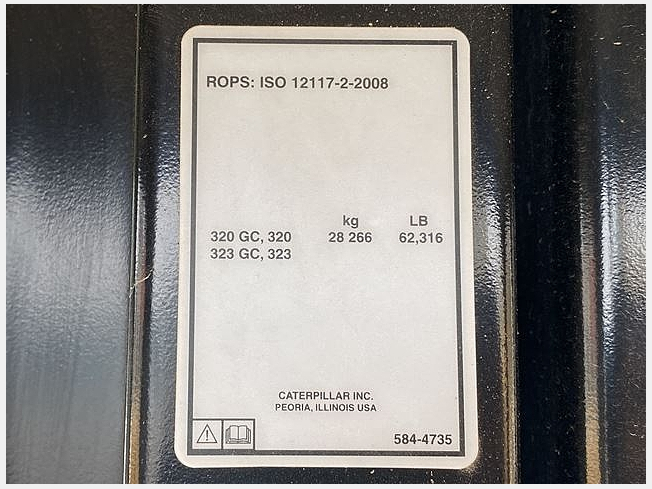 ROPS: ISO 12117-2-2008
kg LB
320 GC, 320 28 266 62,316
323 GC, 323
CATERPILLAR INC.
PEORIA, ILLINOIS USA
584-4735